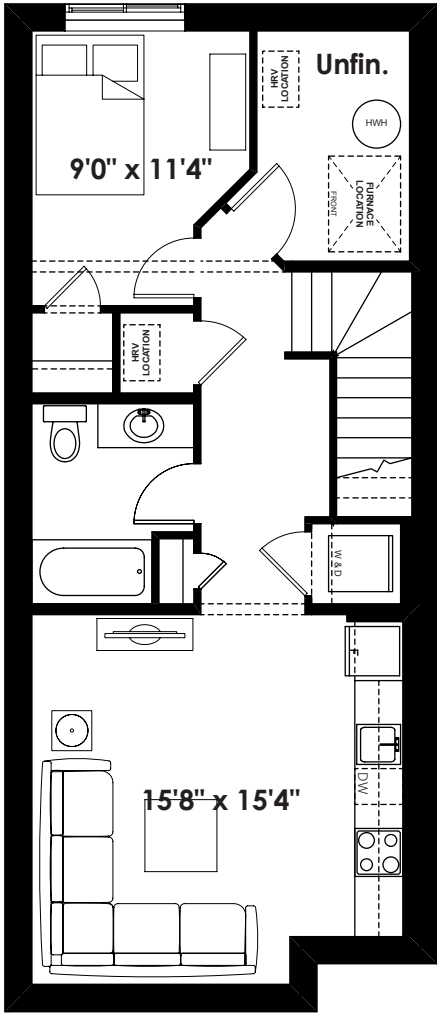 Unfin.
HRV
LOCATION
HWH
9'0" x 11'4"
FURNACE
LOCATION
FRONT
HRV
LOCATION
W & D
DW
15'8" x 15'4"